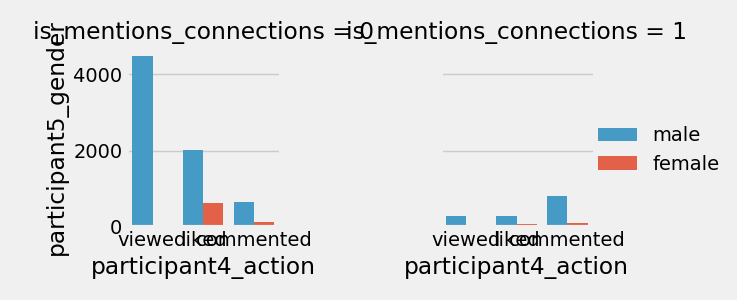 is_mentions_connections = 0
is_mentions_connections = 1
participant5_gender
4000
2000
0
viewed
liked
commented
viewed
liked
commented
participant4_action
participant4_action
male
female